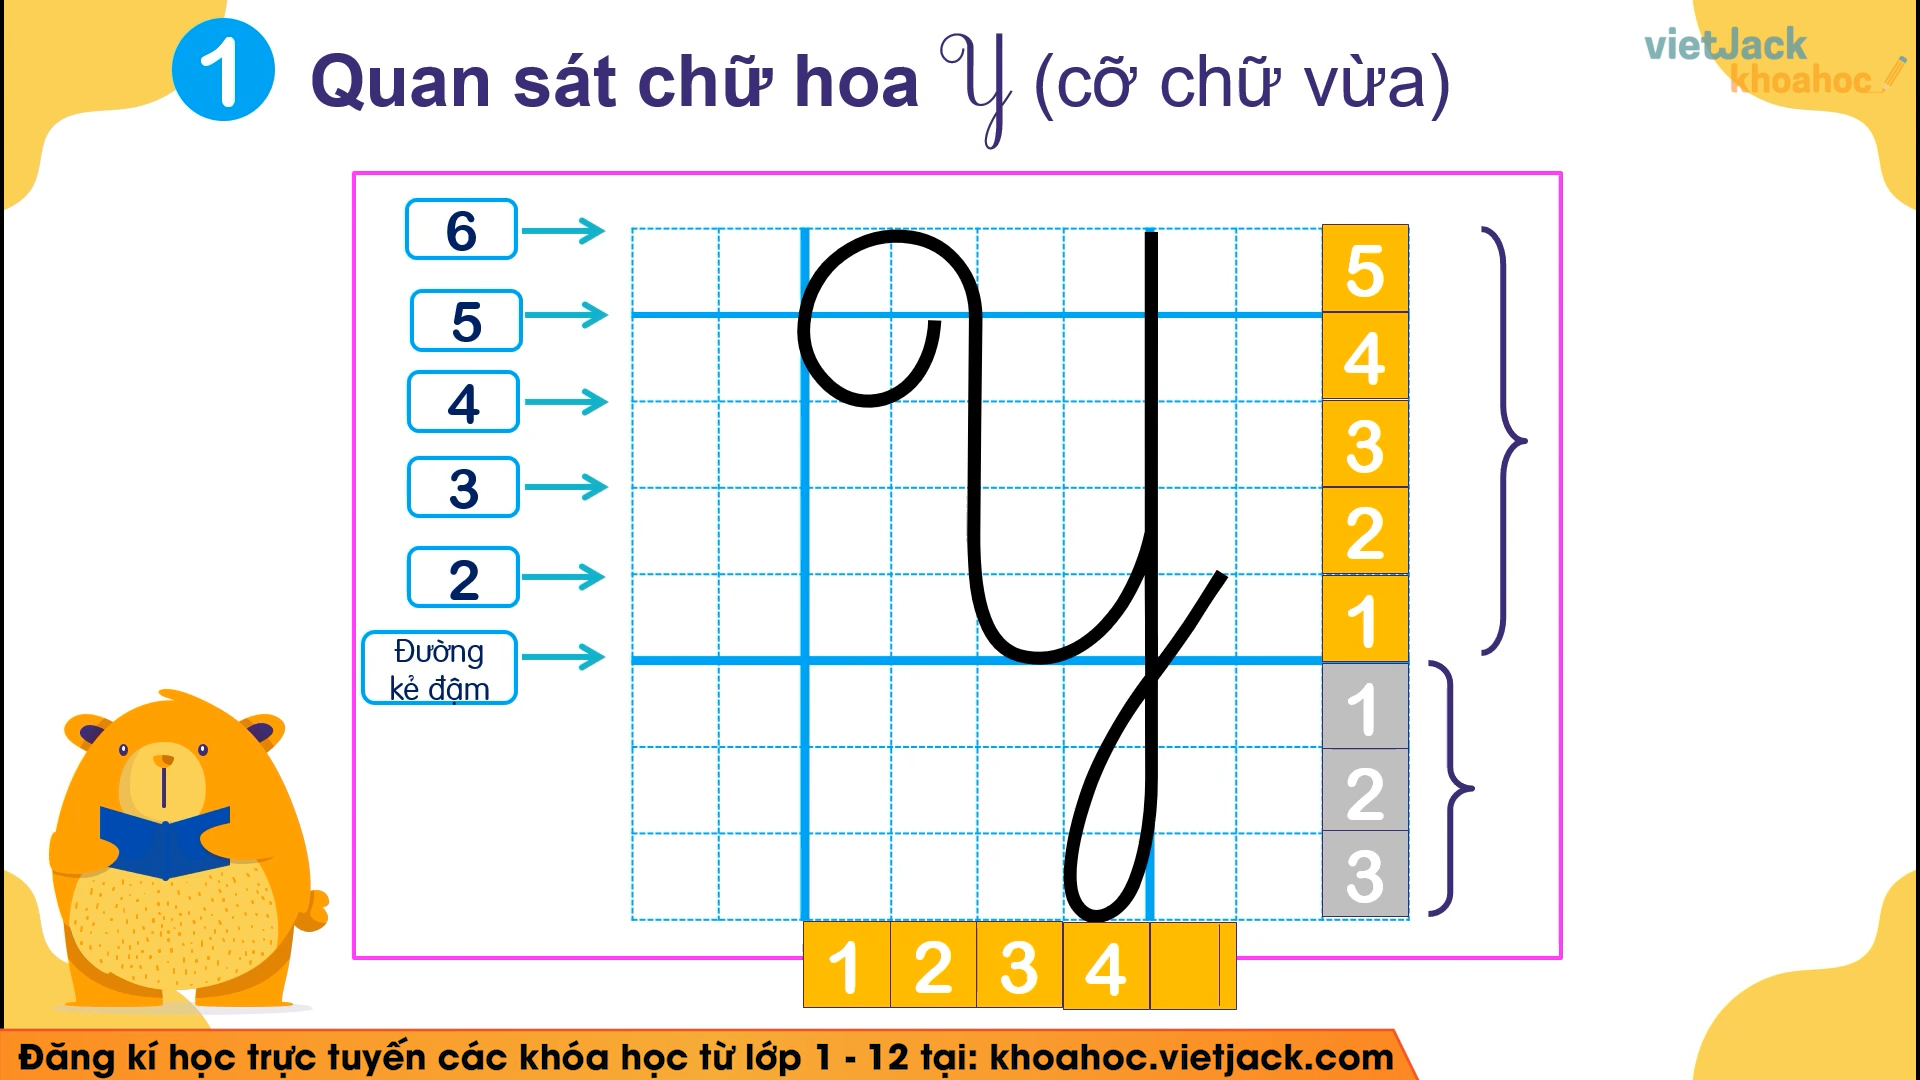 1 Quan sát chữ hoa Y (cỡ chữ vừa)
vietJack
khoahoc
6
5
4
3
2
Đường
kẻ đậm
Y
5
4
3
2
1
1
2
3
1 2 3 4
Đăng kí học trực tuyến các khóa học từ lớp 1 - 12 tại: khoahoc.vietjack.com